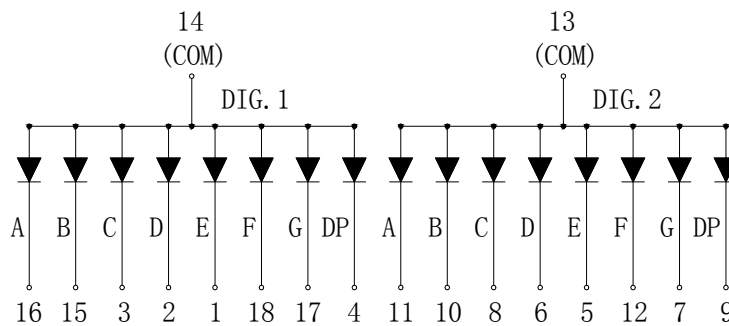 14 13
(COM) (COM)
DIG.1 DIG.2
A B C D E F G DP A B C D E F G DP
16 15 3 2 1 18 17 4 11 10 8 6 5 12 7 9